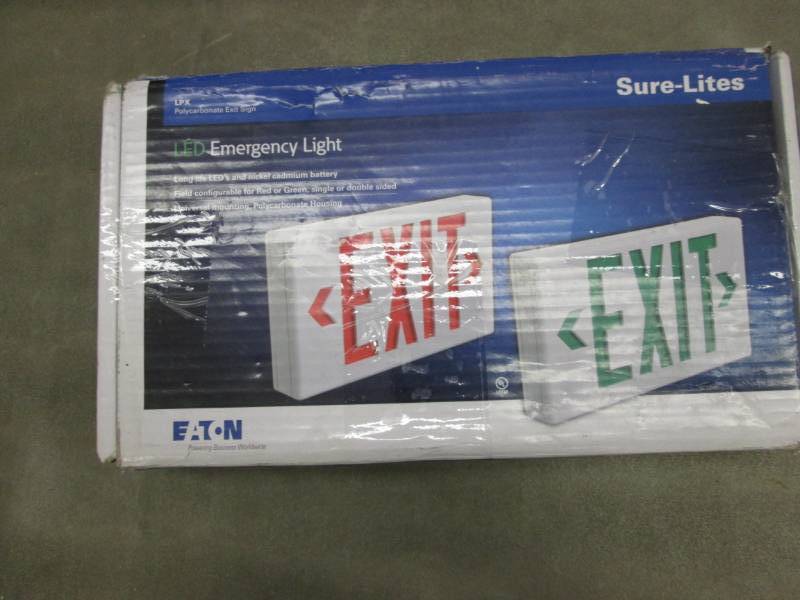 LPX
Polycarbonate Exit Sign
Sure-Lites
LED Emergency Light
Long life LED's and nickel cadmium battery
Field configurable for Red or Green, single or double sided
Universal mounting, Polycarbonate Housing
EXIT
EXIT
EATON
Powering Business Worldwide